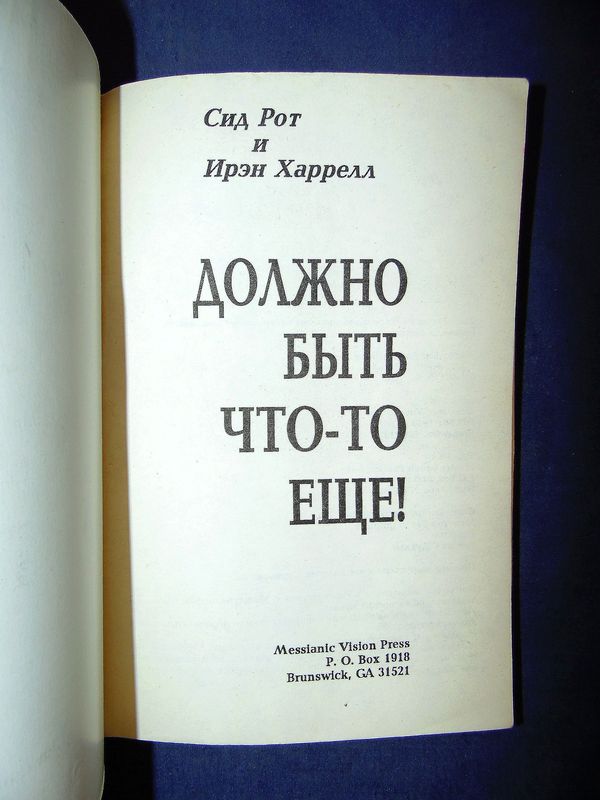 Сид Рот
и
Ирэн Харрелл
ДОЛЖНО
БЫТЬ
ЧТО-ТО
ЕЩЕ!
Messianic Vision Press
P. O. Box 1918
Brunswick, GA 31521